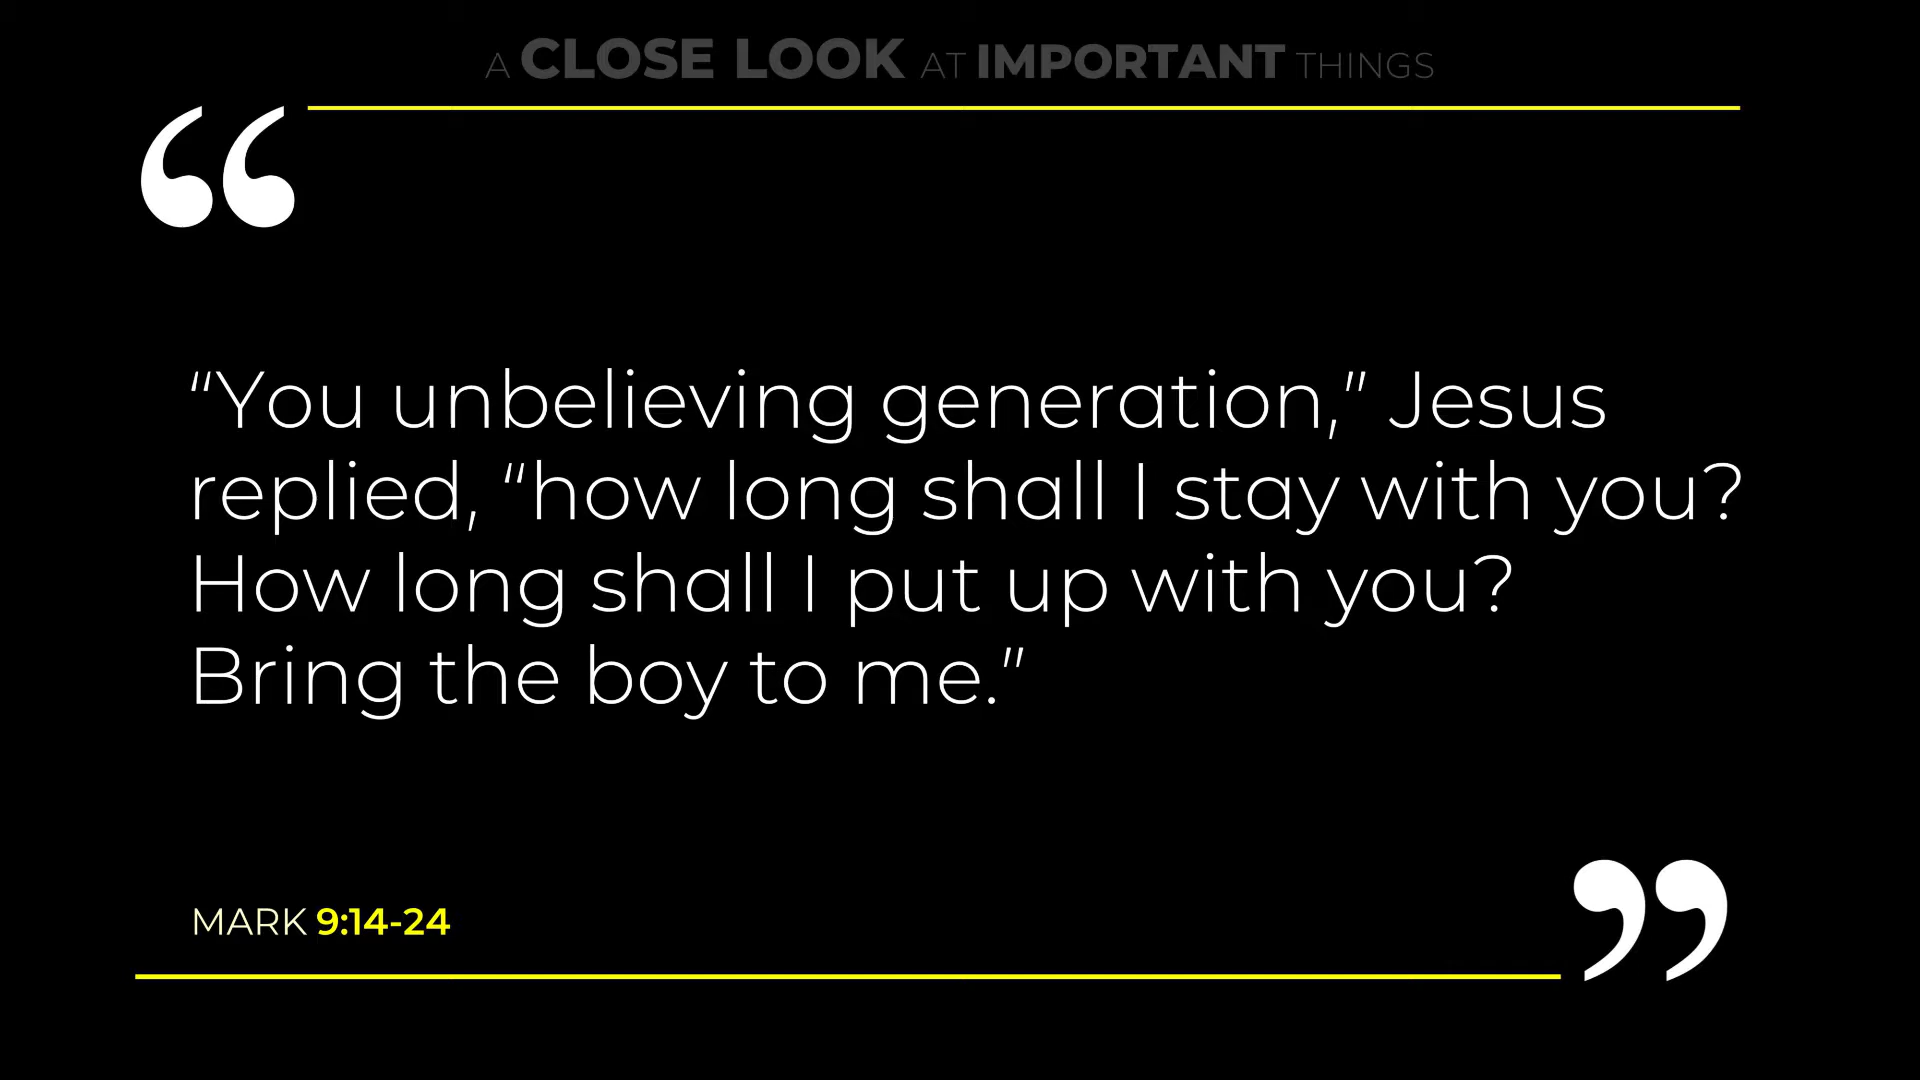 A CLOSE LOOK AT IMPORTANT THINGS
“You unbelieving generation,” Jesus
replied, “how long shall I stay with you?
How long shall I put up with you?
Bring the boy to me.”
MARK 9:14-24